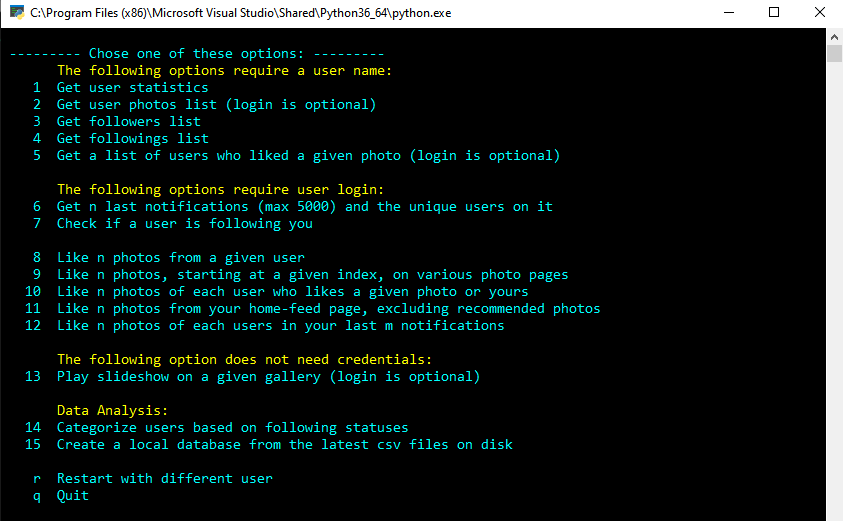 C:\Program Files (x86)\Microsoft Visual Studio\Shared\Python36_64\python.exe
--------- Chose one of these options: ---------
The following options require a user name:
1 Get user statistics
2 Get user photos list (login is optional)
3 Get followers list
4 Get followings list
5 Get a list of users who liked a given photo (login is optional)
The following options require user login:
6 Get n last notifications (max 5000) and the unique users on it
7 Check if a user is following you
8 Like n photos from a given user
9 Like n photos, starting at a given index, on various photo pages
10 Like n photos of each user who likes a given photo or yours
11 Like n photos from your home-feed page, excluding recommended photos
12 Like n photos of each users in your last m notifications
The following option does not need credentials:
13 Play slideshow on a given gallery (login is optional)
Data Analysis:
14 Categorize users based on following statuses
15 Create a local database from the latest csv files on disk
r Restart with different user
q Quit